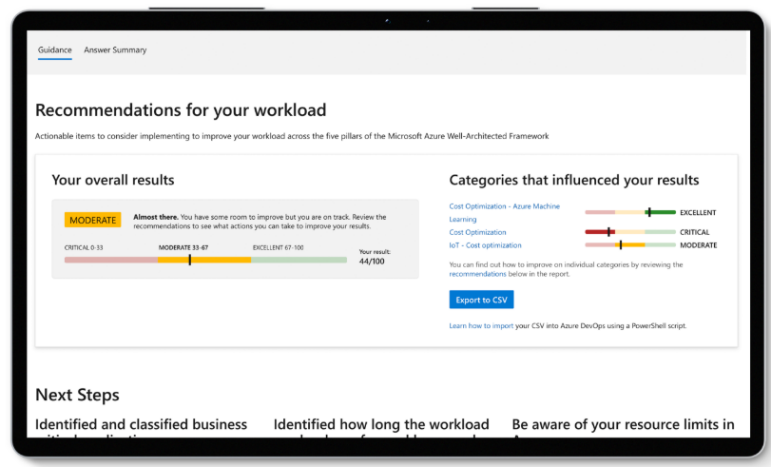 Guidance Answer Summary
Recommendations for your workload
Actionable items to consider implementing to improve your workload across the five pillars of the Microsoft Azure Well-Architected Framework
Your overall results
MODERATE
Almost there. You have some room to improve but you are on track. Review the
recommendations to see what actions you can take to improve your results.
CRITICAL 0-33 MODERATE 33-67 EXCELLENT 67-100
Your result:
44/100
Categories that influenced your results
Cost Optimization - Azure Machine
Learning
EXCELLENT
Cost Optimization CRITICAL
IoT - Cost optimization MODERATE
You can find out how to improve on individual categories by reviewing the
recommendations below in the report.
Export to CSV
Learn how to import your CSV into Azure DevOps using a PowerShell script.
Next Steps
Identified and classified business
Identified how long the workload
Be aware of your resource limits in